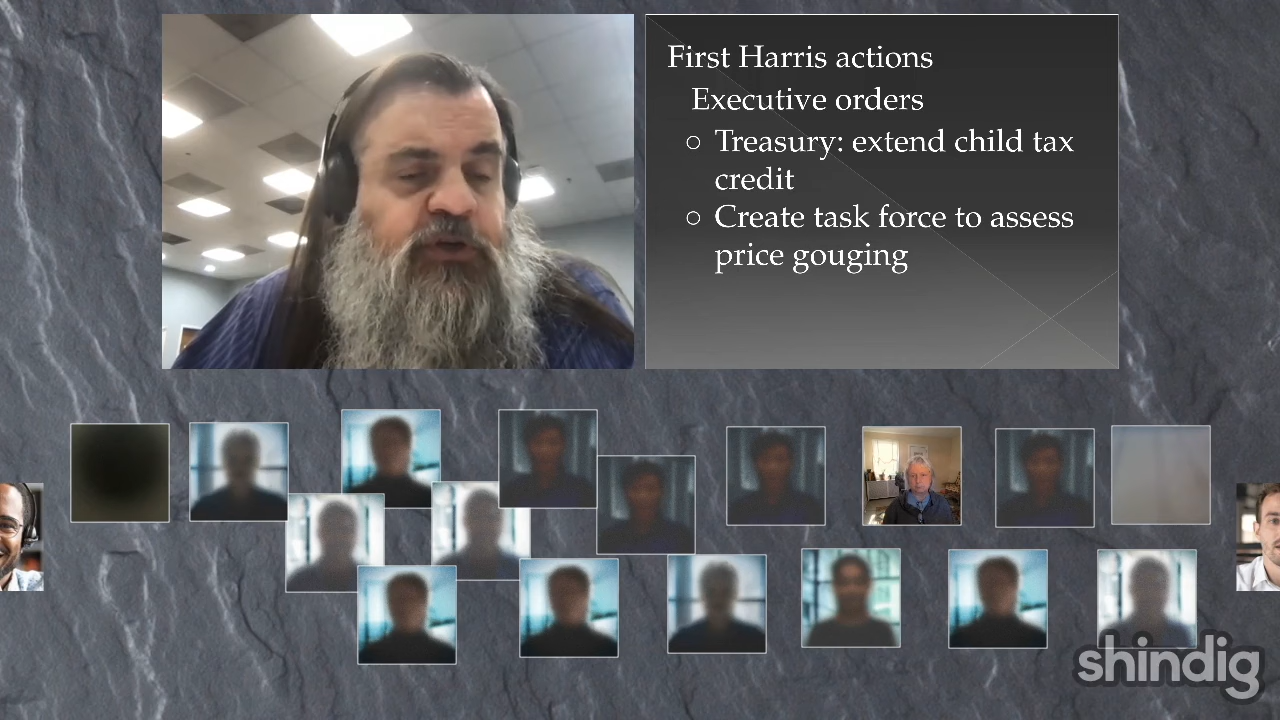 First Harris actions
Executive orders
○ Treasury: extend child tax
credit
○ Create task force to assess
price gouging
shindig